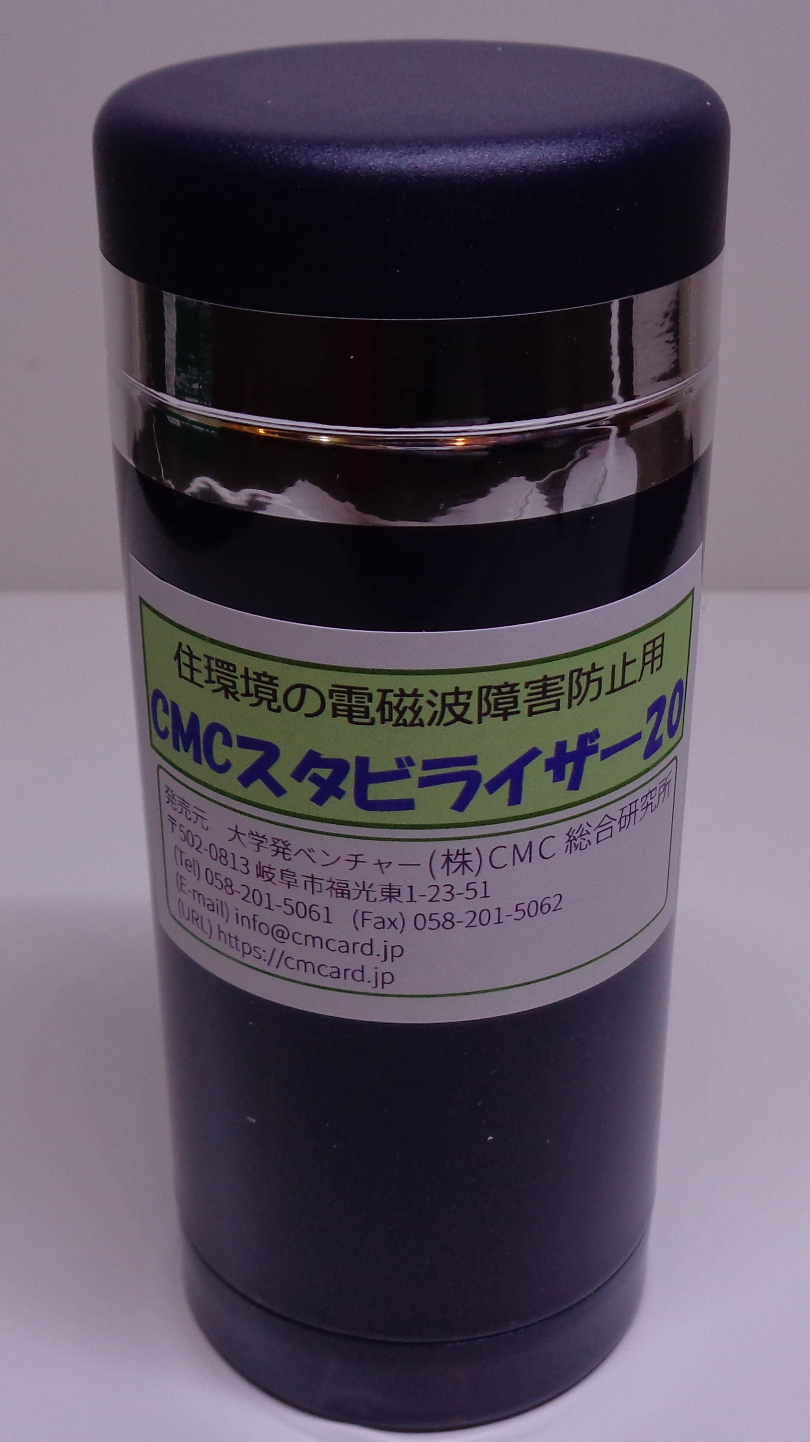 住環境の電磁波障害防止用
CMCスタビライザー20
発売元 大学発ベンチャー(株)CMC 総合研究所
〒502-0813 岐阜市福光東1-23-51
(Tel) 058-201-5061 (Fax) 058-201-5062
(E-mail) info@cmcard.jp
(URL) https://cmcard.jp